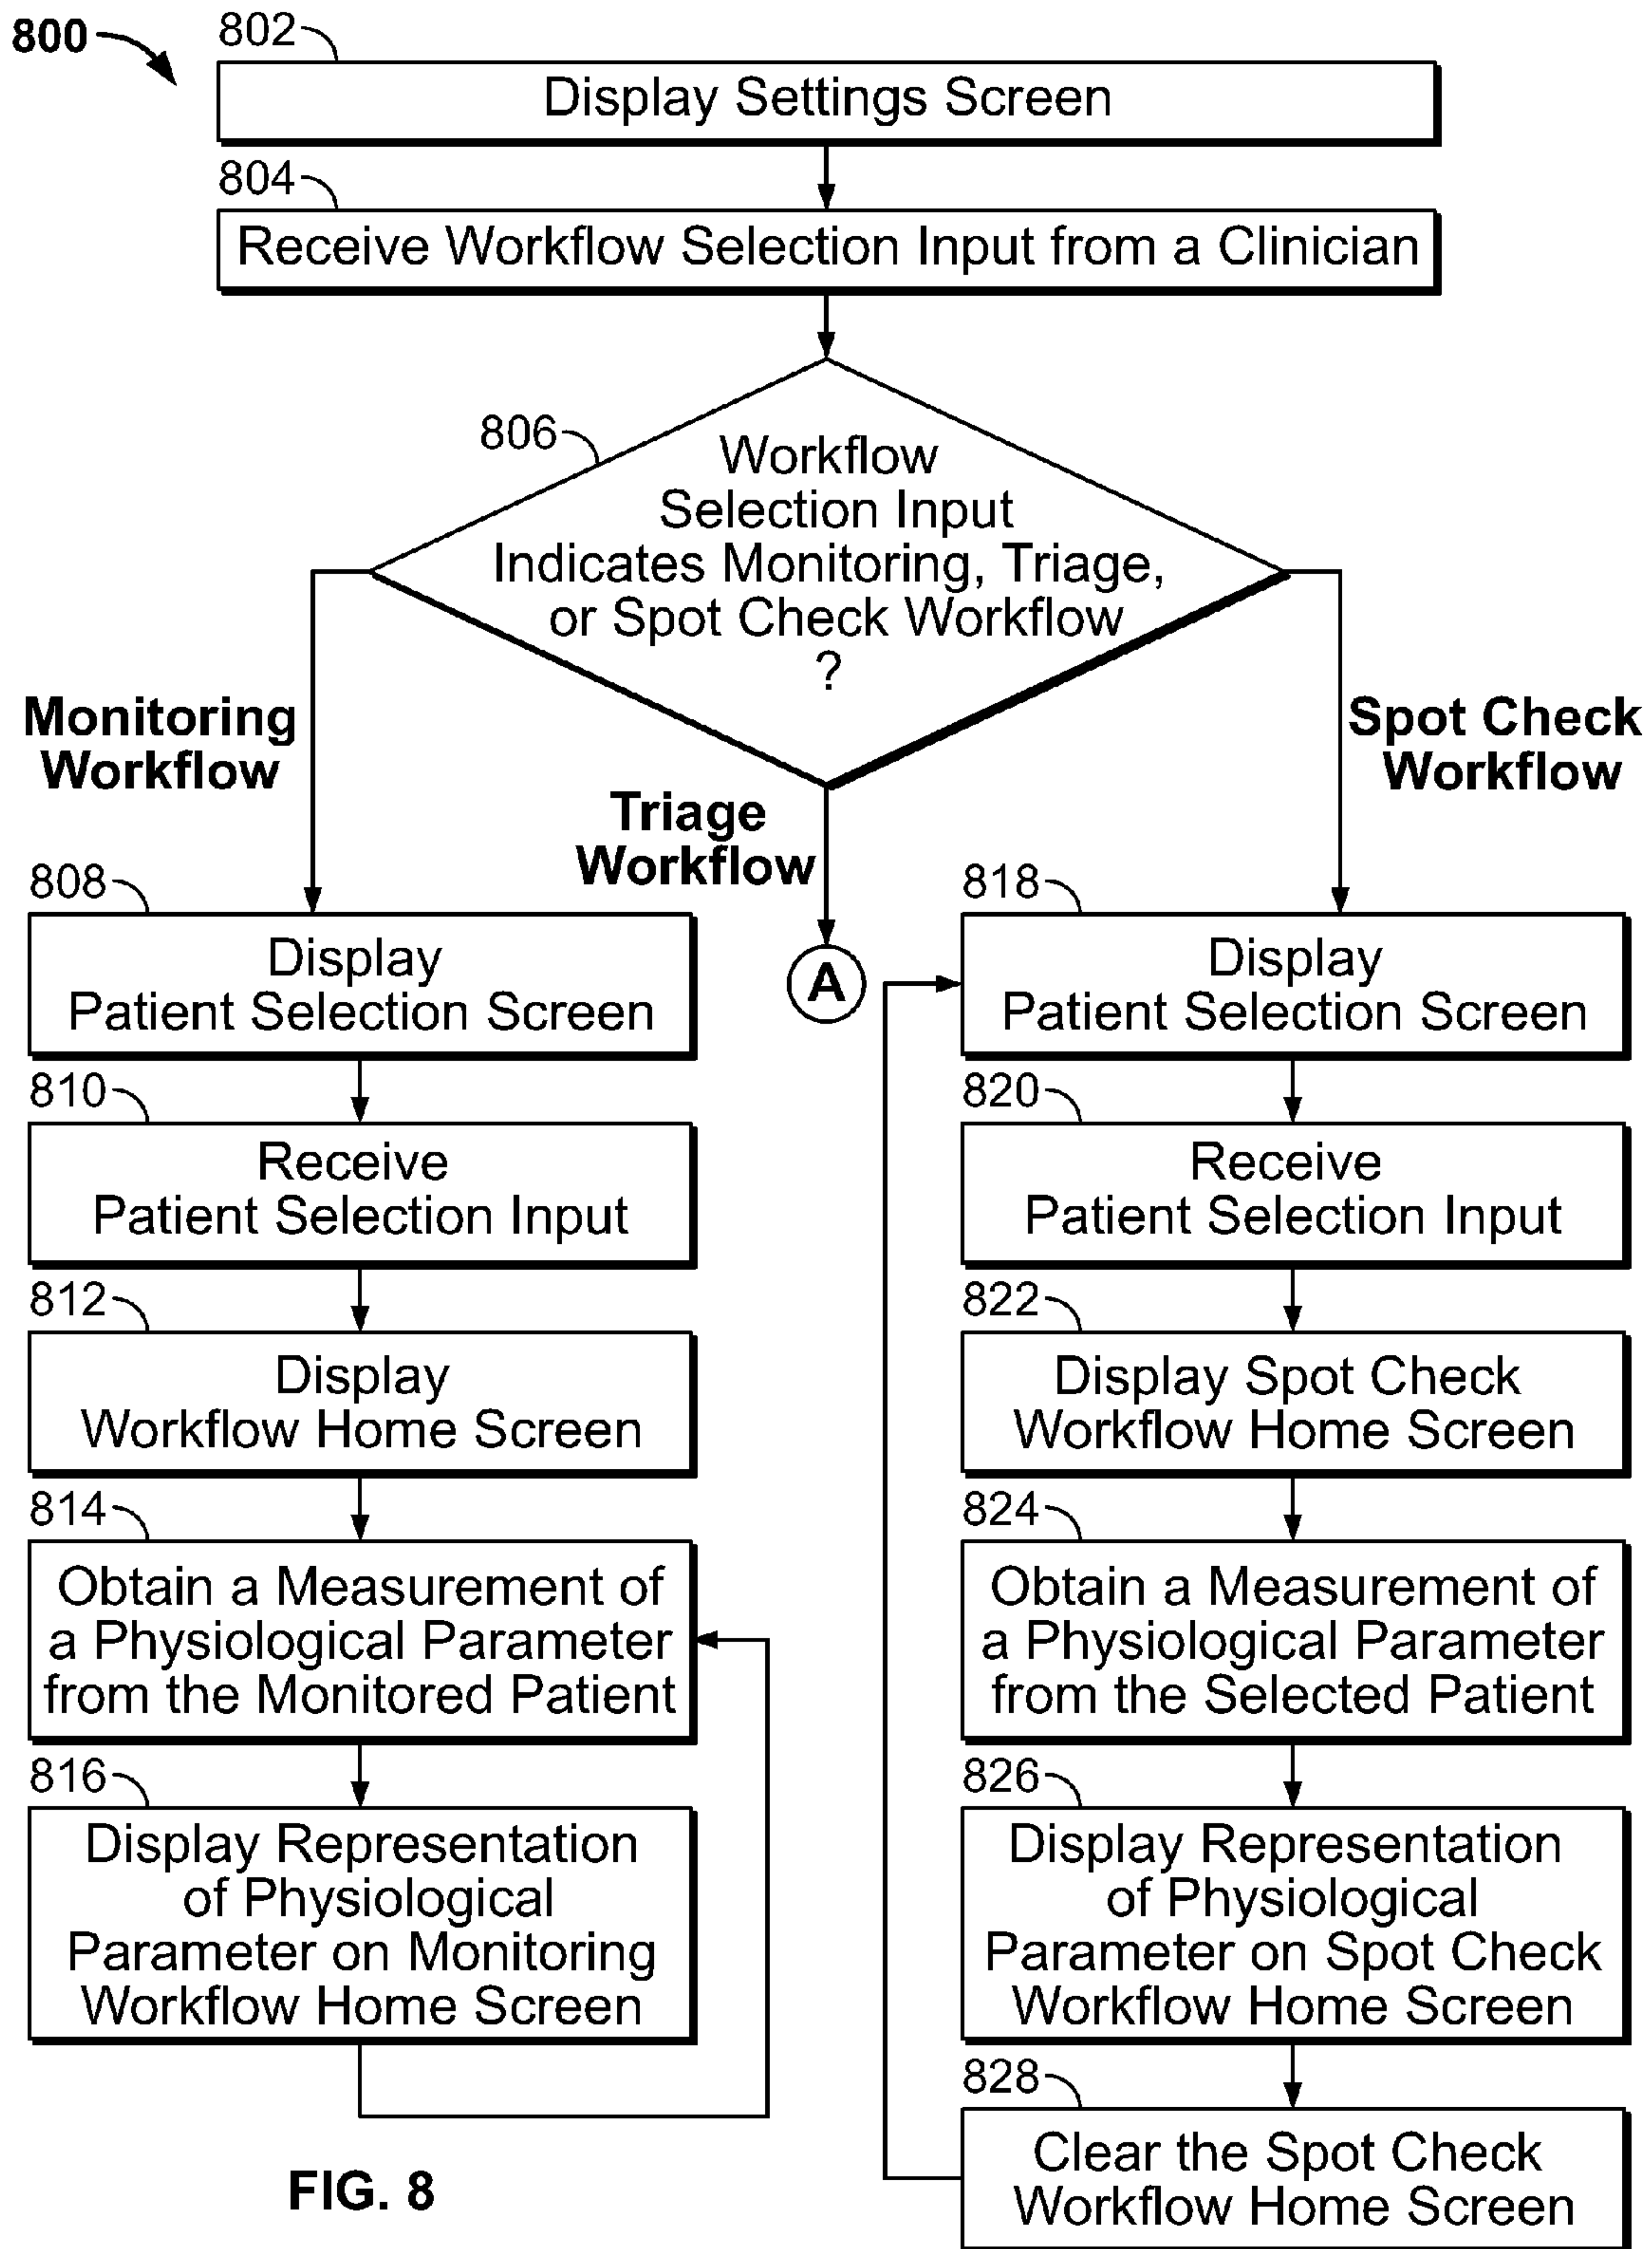 800
802
Display Settings Screen
804
Receive Workflow Selection Input from a Clinician
806
Workflow
Selection Input
Indicates Monitoring, Triage,
or Spot Check Workflow
?
Monitoring
Workflow
Triage
Workflow
Spot Check
Workflow
A
808
Display
Patient Selection Screen
810
Receive
Patient Selection Input
812
Display
Workflow Home Screen
814
Obtain a Measurement of
a Physiological Parameter
from the Monitored Patient
816
Display Representation
of Physiological
Parameter on Monitoring
Workflow Home Screen
818
Display
Patient Selection Screen
820
Receive
Patient Selection Input
822
Display Spot Check
Workflow Home Screen
824
Obtain a Measurement of
a Physiological Parameter
from the Selected Patient
826
Display Representation
of Physiological
Parameter on Spot Check
Workflow Home Screen
828
Clear the Spot Check
Workflow Home Screen
FIG. 8